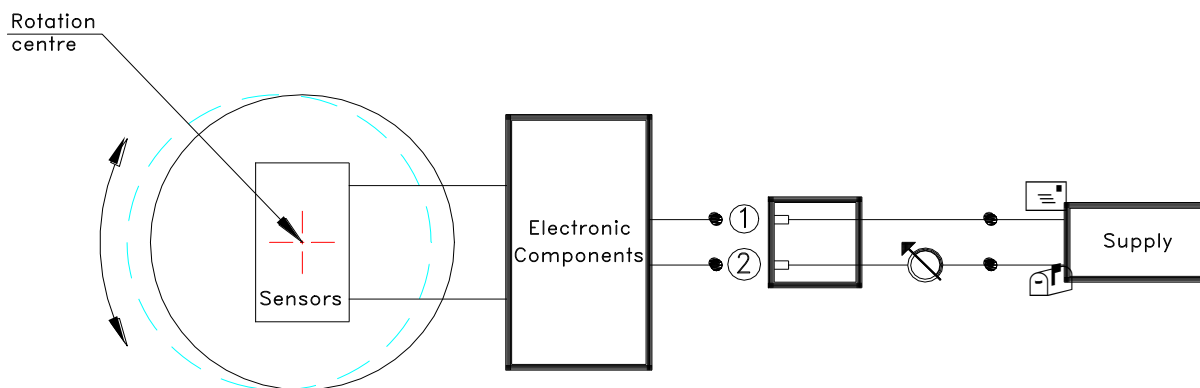 Rotation
centre
Sensors
Electronic
Components
1
2
Supply